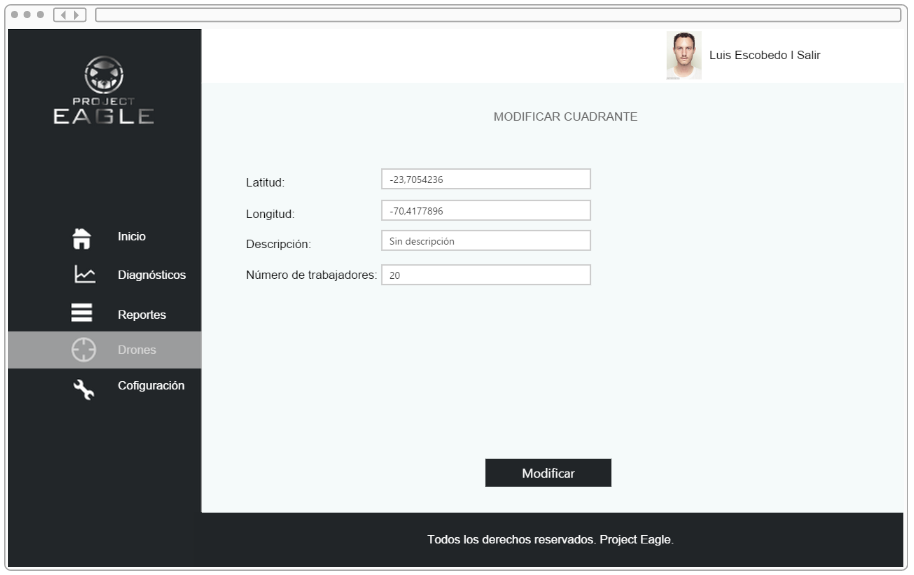 Luis Escobedo I Salir
PROJECT
EAGLE
MODIFICAR CUADRANTE
Latitud: -23,7054236
Longitud: -70,4177896
Descripción: Sin descripción
Número de trabajadores: 20
Inicio
Diagnósticos
Reportes
Drones
Cofiguración
Modificar
Todos los derechos reservados. Project Eagle.